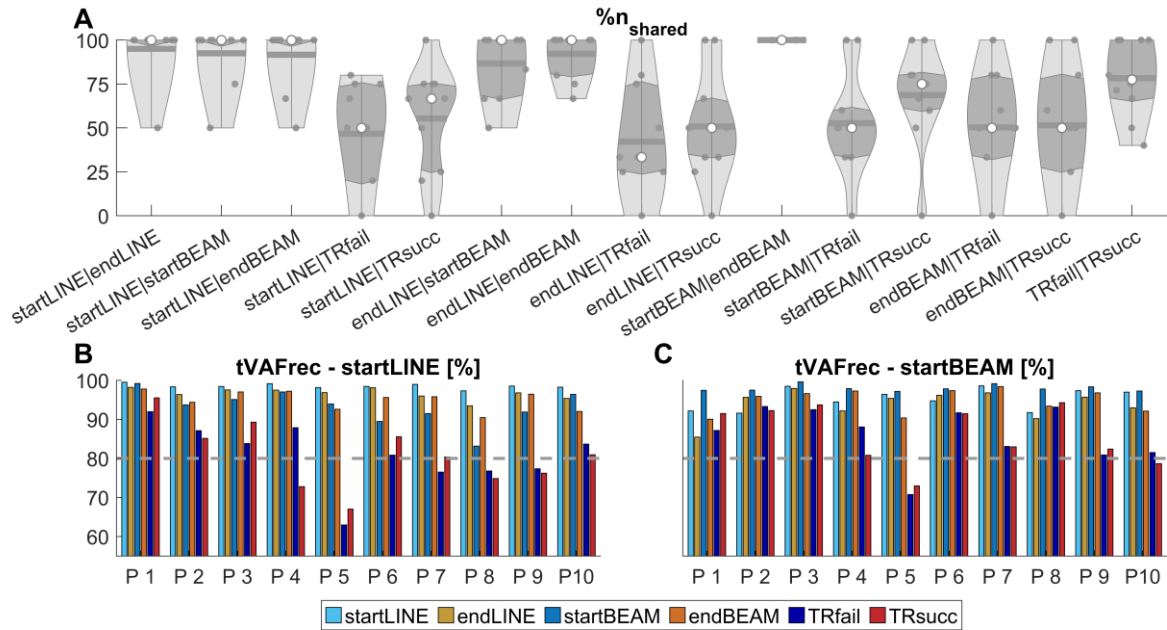 A
%n_shared
100
75
50
25
0
startLINE|endLINE
startLINE|startBEAM
startLINE|endBEAM
startLINE|TRfail
startLINE|TRsucc
endLINE|startBEAM
endLINE|endBEAM
endLINE|TRfail
endLINE|TRsucc
startBEAM|endBEAM
startBEAM|TRfail
startBEAM|TRsucc
endBEAM|TRfail
endBEAM|TRsucc
TRfail|TRsucc
B
tVAFrec - startLINE [%]
100
90
80
70
60
P 1 P 2 P 3 P 4 P 5 P 6 P 7 P 8 P 9 P10
C
tVAFrec - startBEAM [%]
P 1 P 2 P 3 P 4 P 5 P 6 P 7 P 8 P 9 P10
startLINE endLINE startBEAM endBEAM TRfail TRsucc